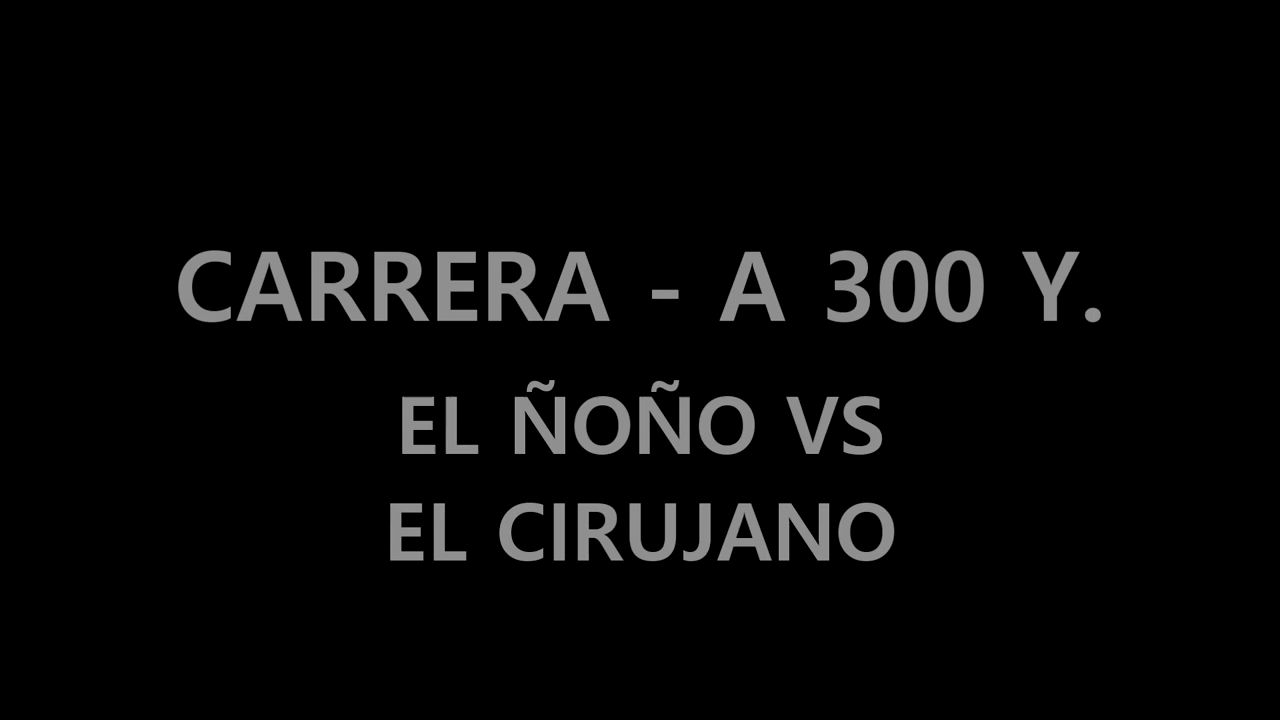 CARRERA - A 300 Y.
EL ÑOÑO VS
EL CIRUJANO